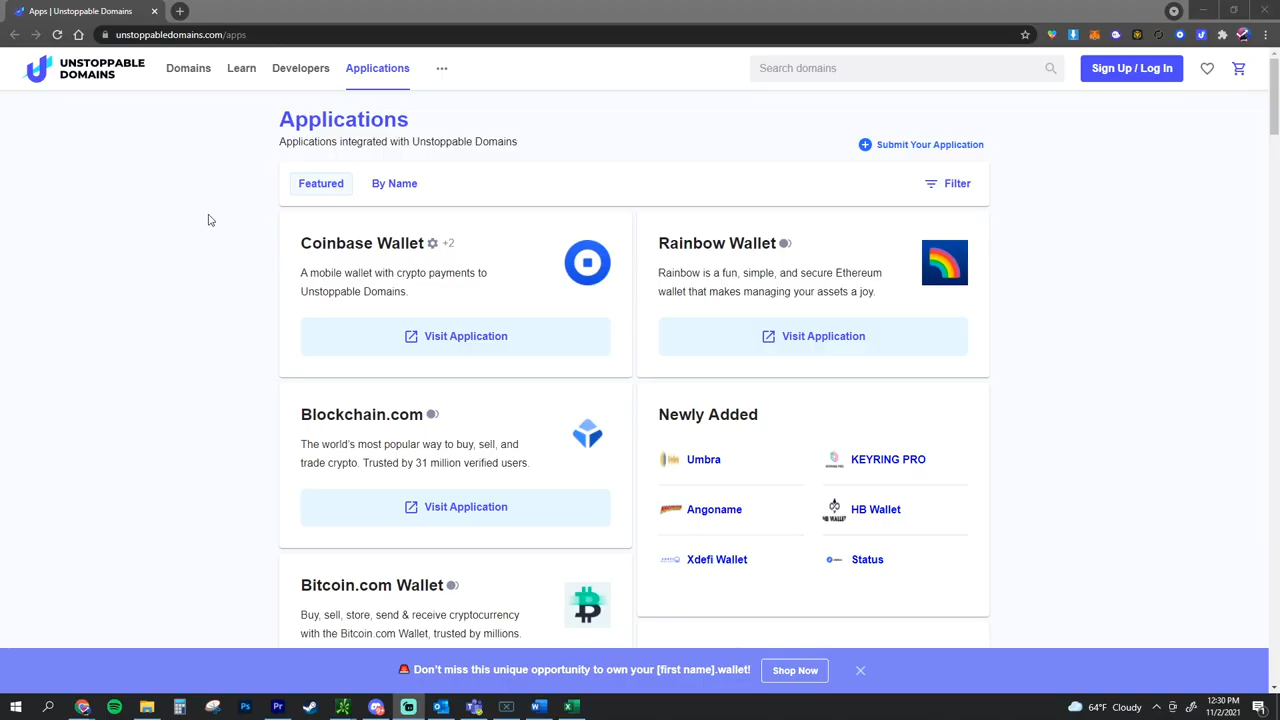 Apps | Unstoppable Domains
unstoppabledomains.com/apps
UNSTOPPABLE
DOMAINS
Domains
Learn
Developers
Applications
Search domains
Sign Up / Log In
Applications
Applications integrated with Unstoppable Domains
Submit Your Application
Featured
By Name
Filter
Coinbase Wallet +2
A mobile wallet with crypto payments to
Unstoppable Domains.
Visit Application
Rainbow Wallet
Rainbow is a fun, simple, and secure Ethereum
wallet that makes managing your assets a joy.
Visit Application
Blockchain.com
The world's most popular way to buy, sell, and
trade crypto. Trusted by 31 million verified users.
Visit Application
Newly Added
Umbra
KEYRING PRO
Angoname
HB WALLET
HB Wallet
Xdefi Wallet
Status
Bitcoin.com Wallet
Buy, sell, store, send & receive cryptocurrency
with the Bitcoin.com Wallet, trusted by millions.
Don't miss this unique opportunity to own your [first name].wallet!
Shop Now
64°F Cloudy
12:30 PM
11/2/2021